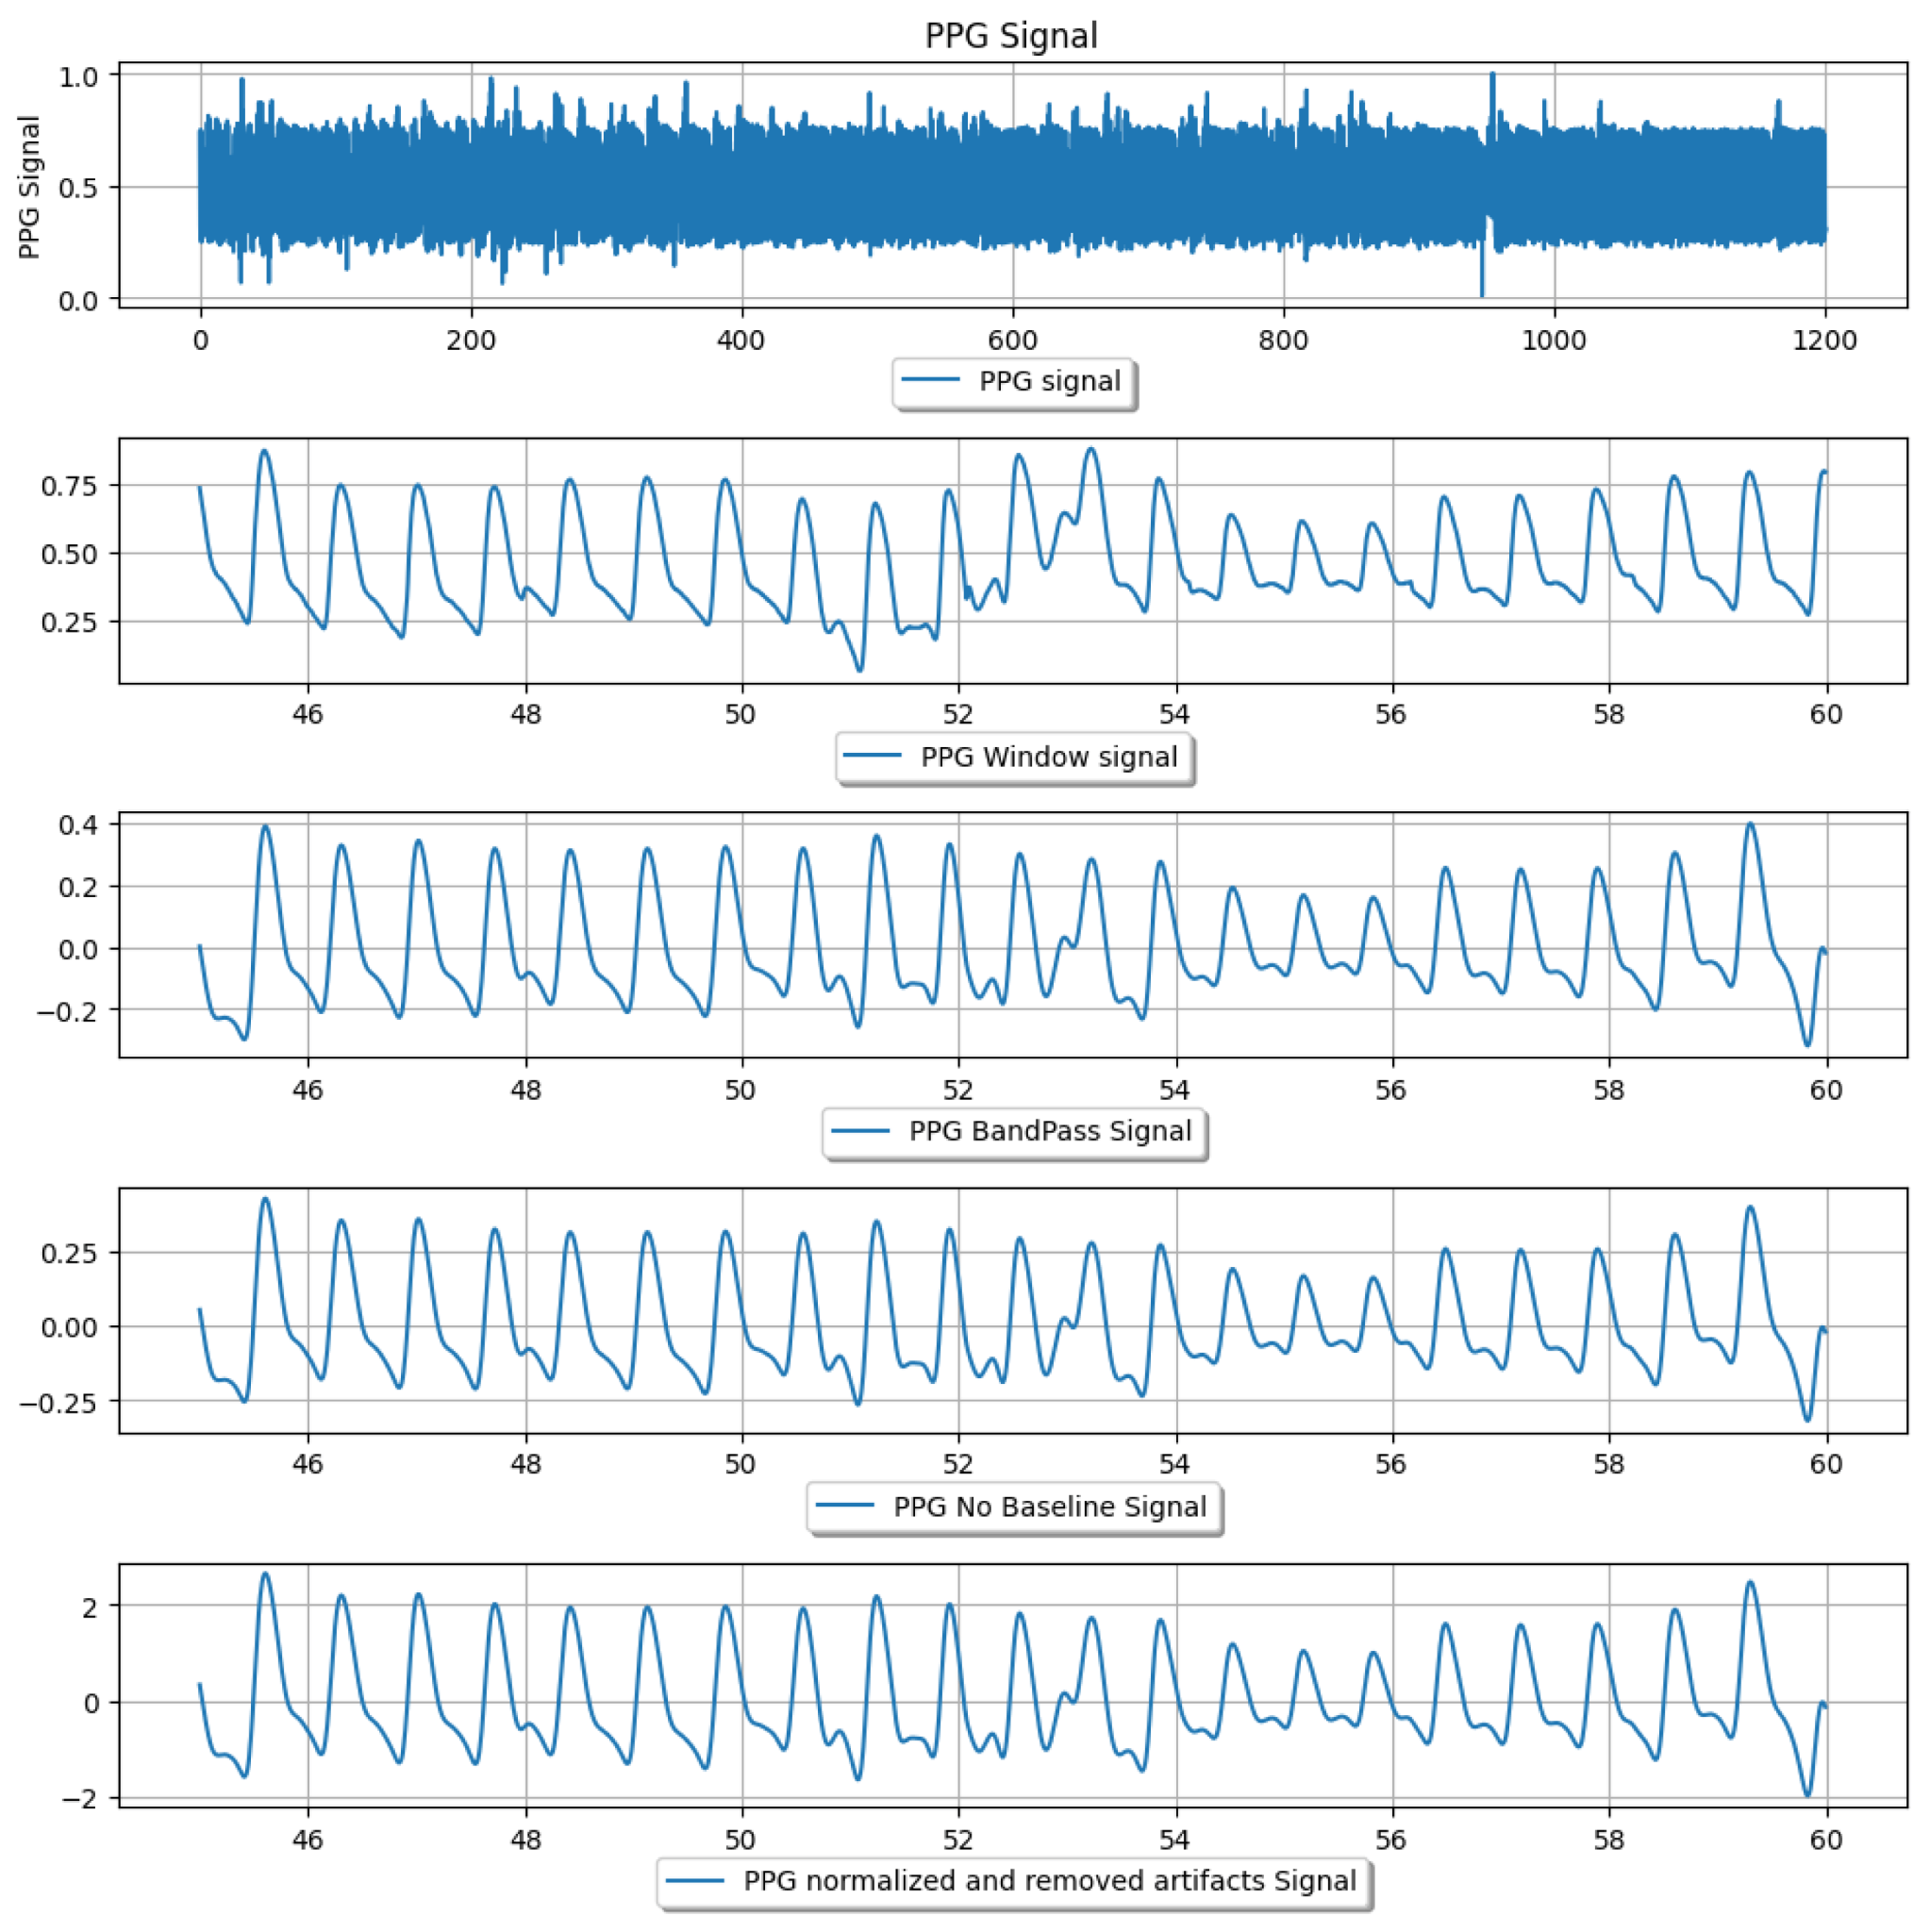 PPG Signal
PPG Signal
1.0
0.5
0.0
0 200 400 600 800 1000 1200
PPG signal
0.75
0.50
0.25
46 48 50 52 54 56 58 60
PPG Window signal
0.4
0.2
0.0
−0.2
46 48 50 52 54 56 58 60
PPG BandPass Signal
0.25
0.00
−0.25
46 48 50 52 54 56 58 60
PPG No Baseline Signal
2
0
−2
46 48 50 52 54 56 58 60
PPG normalized and removed artifacts Signal